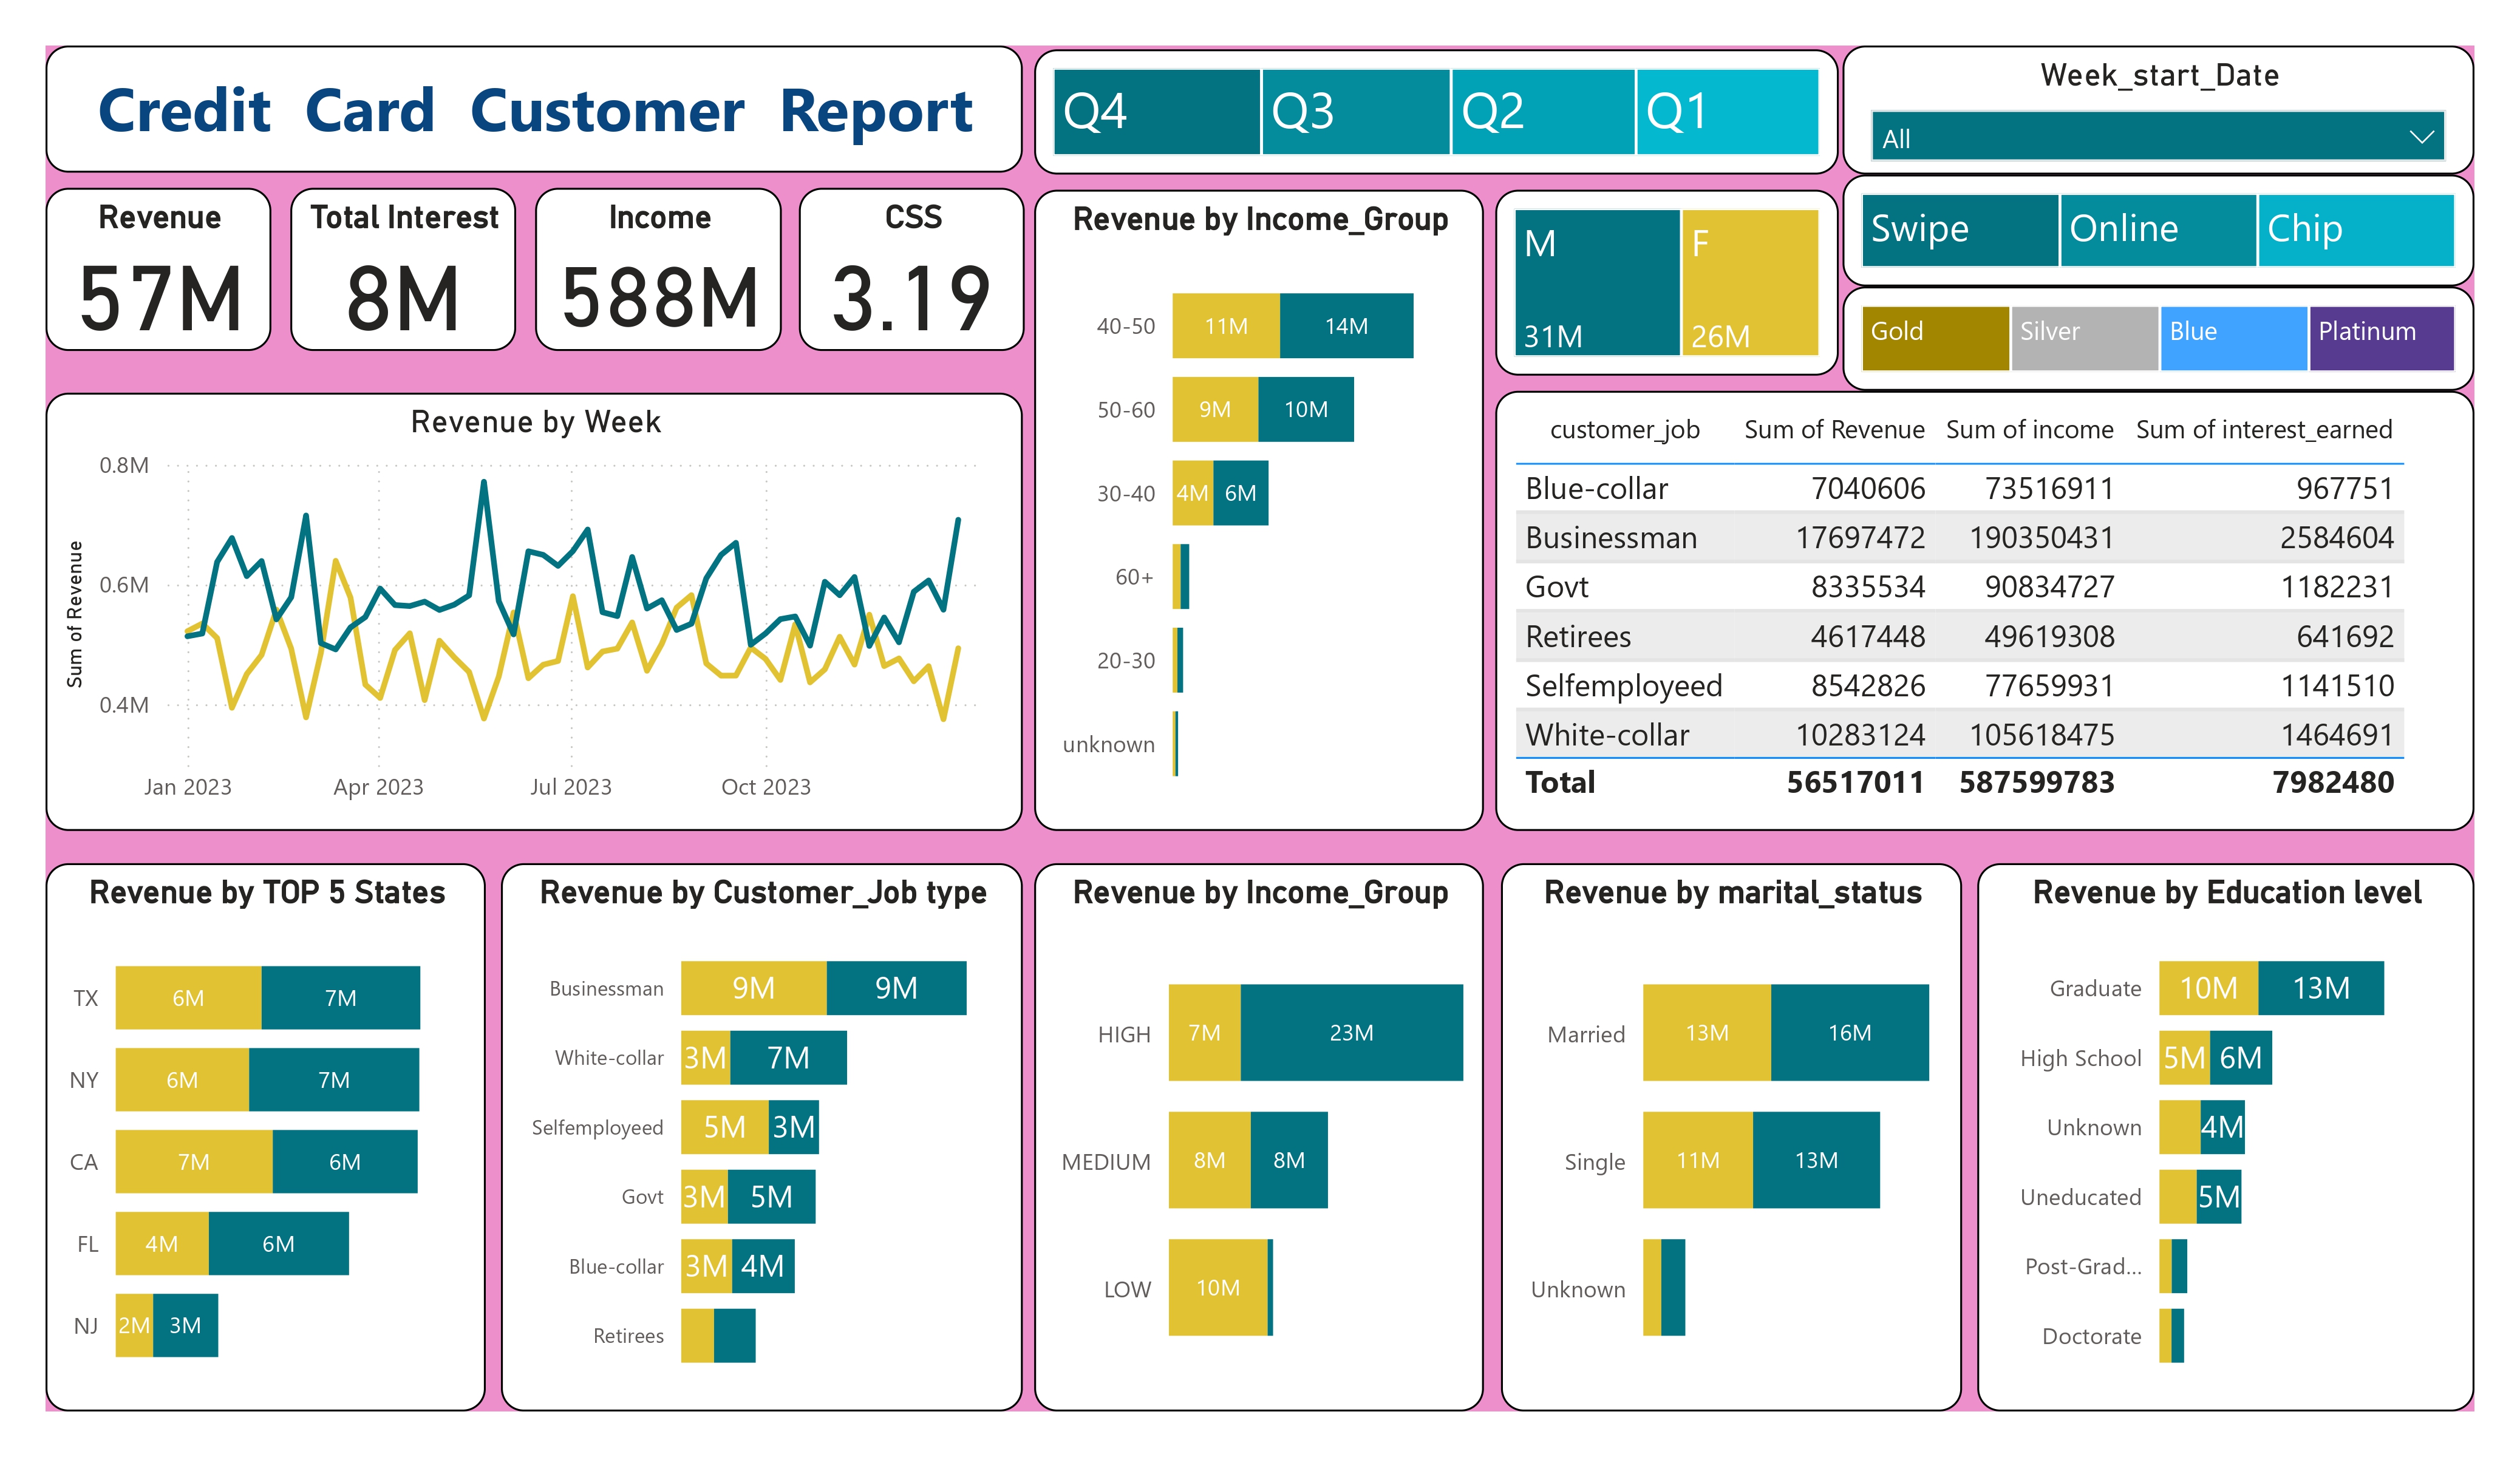 Credit Card Customer Report
Q4 Q3 Q2 Q1
Week_start_Date
All
Revenue
57M
Total Interest
8M
Income
588M
CSS
3.19
Revenue by Income_Group
40-50 11M 14M
50-60 9M 10M
30-40 4M 6M
60+
20-30
unknown
M
31M
F
26M
Swipe Online Chip
Gold Silver Blue Platinum
Revenue by Week
Sum of Revenue
0.8M
0.6M
0.4M
Jan 2023 Apr 2023 Jul 2023 Oct 2023
customer_job Sum of Revenue Sum of income Sum of interest_earned
Blue-collar 7040606 73516911 967751
Businessman 17697472 190350431 2584604
Govt 8335534 90834727 1182231
Retirees 4617448 49619308 641692
Selfemployeed 8542826 77659931 1141510
White-collar 10283124 105618475 1464691
Total 56517011 587599783 7982480
Revenue by TOP 5 States
TX 6M 7M
NY 6M 7M
CA 7M 6M
FL 4M 6M
NJ 2M 3M
Revenue by Customer_Job type
Businessman 9M 9M
White-collar 3M 7M
Selfemployeed 5M 3M
Govt 3M 5M
Blue-collar 3M 4M
Retirees
Revenue by Income_Group
HIGH 7M 23M
MEDIUM 8M 8M
LOW 10M
Revenue by marital_status
Married 13M 16M
Single 11M 13M
Unknown
Revenue by Education level
Graduate 10M 13M
High School 5M 6M
Unknown 4M
Uneducated 5M
Post-Grad...
Doctorate